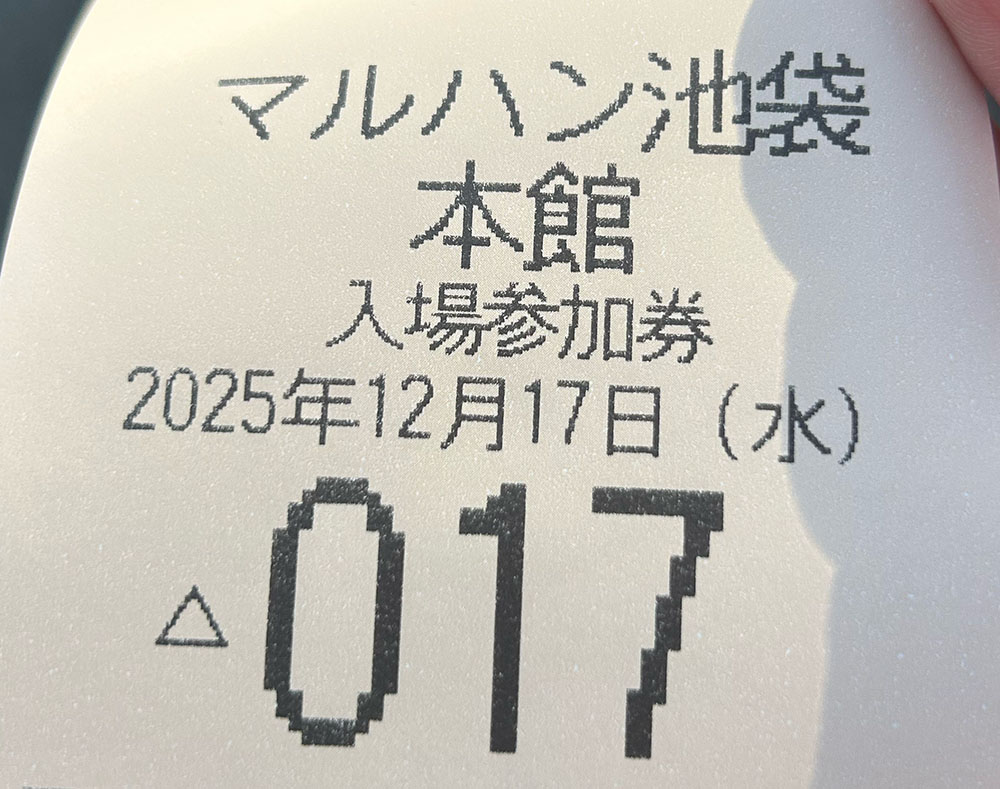 マルハン池袋
本館
入場参加券
2025年12月17日（水）
△017